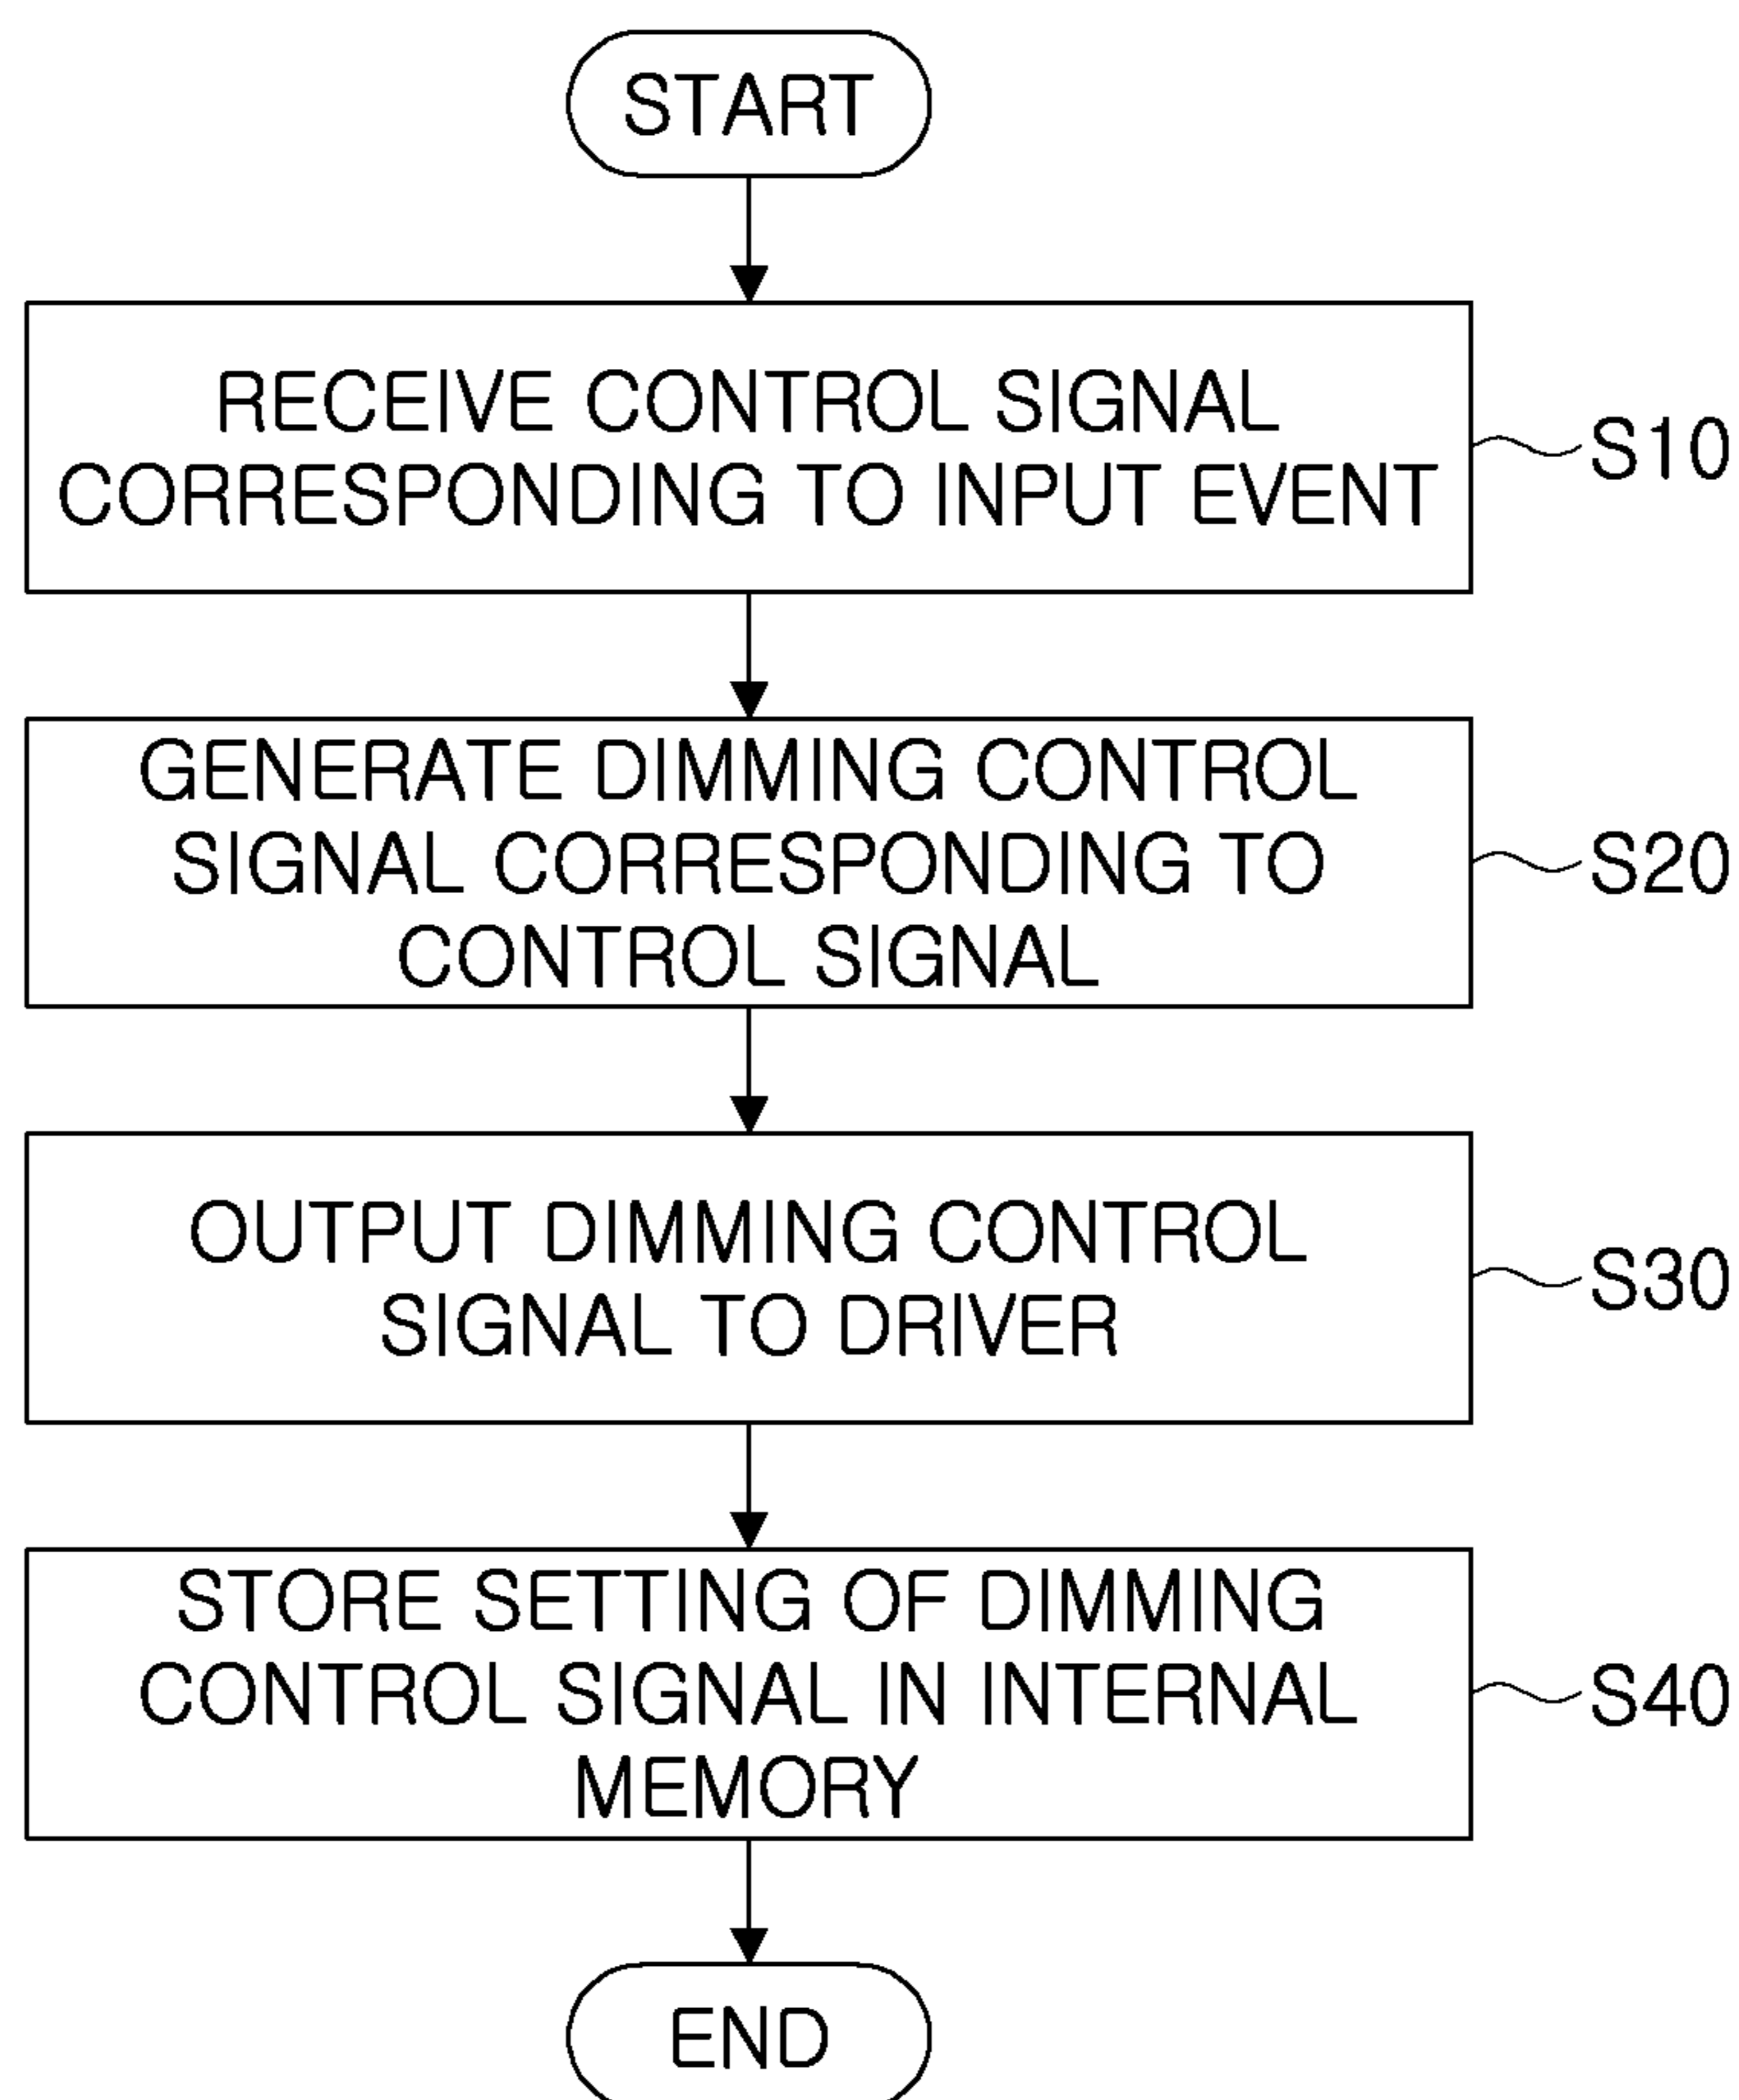 START
RECEIVE CONTROL SIGNAL
CORRESPONDING TO INPUT EVENT
S10
GENERATE DIMMING CONTROL
SIGNAL CORRESPONDING TO
CONTROL SIGNAL
S20
OUTPUT DIMMING CONTROL
SIGNAL TO DRIVER
S30
STORE SETTING OF DIMMING
CONTROL SIGNAL IN INTERNAL
MEMORY
S40
END